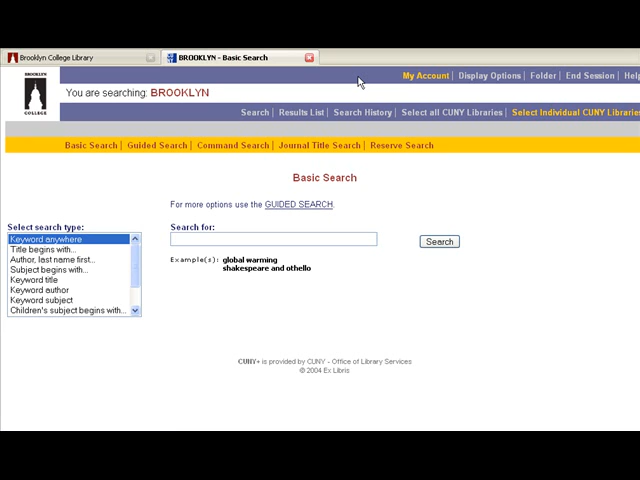 Brooklyn College Library
BROOKLYN - Basic Search
My Account | Display Options | Folder | End Session | Help
BROOKLYN
COLLEGE
You are searching: BROOKLYN
Search | Results List | Search History | Select all CUNY Libraries | Select Individual CUNY Libraries
Basic Search | Guided Search | Command Search | Journal Title Search | Reserve Search
Basic Search
For more options use the GUIDED SEARCH.
Select search type:
Search for:
Keyword anywhere
Title begins with...
Author, last name first...
Subject begins with...
Keyword title
Keyword author
Keyword subject
Children's subject begins with...
Search
Example(s): global warming
shakespeare and othello
CUNY+ is provided by CUNY - Office of Library Services
© 2004 Ex Libris